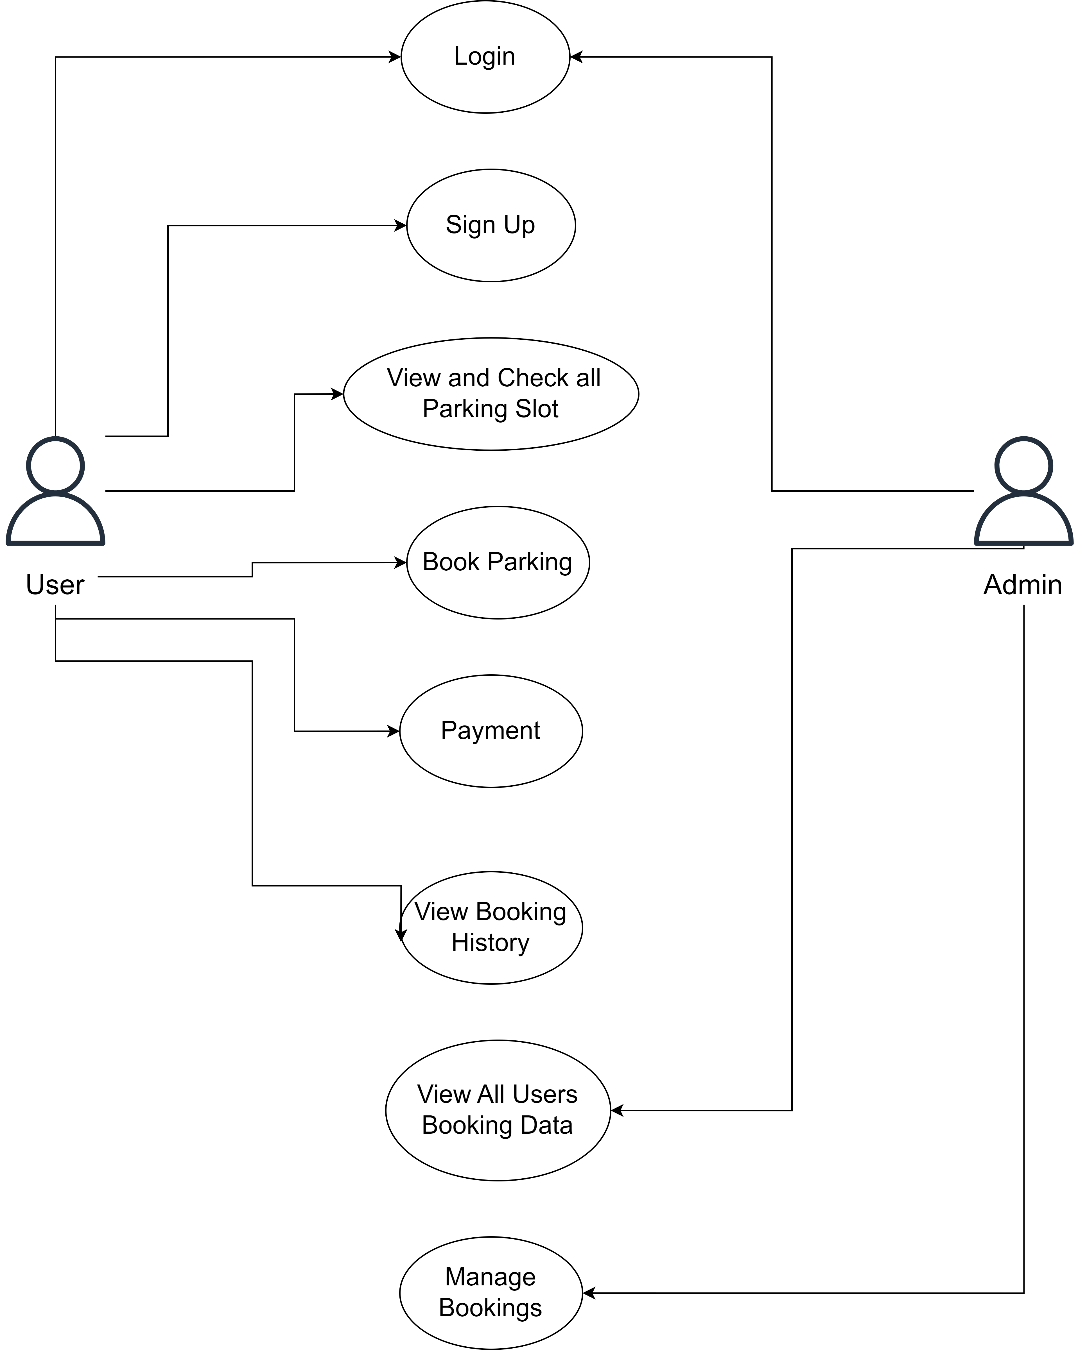 Login
Sign Up
View and Check all
Parking Slot
Book Parking
User
Admin
Payment
View Booking
History
View All Users
Booking Data
Manage
Bookings